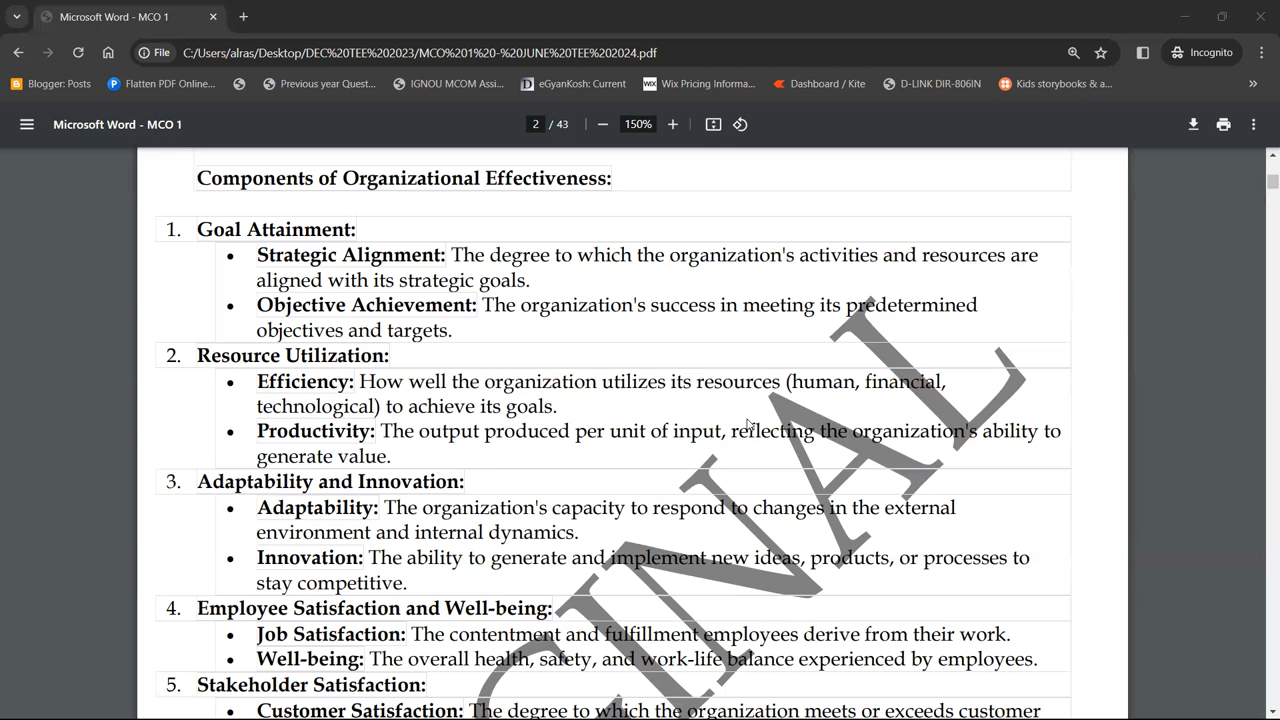 Microsoft Word - MCO 1
File C:/Users/alras/Desktop/DEC%20TEE%202023/MCO%201%20-%20JUNE%20TEE%202024.pdf Incognito
Blogger: Posts Flatten PDF Online... Previous year Quest... IGNOU MCOM Assi... eGyanKosh: Current WIX Wix Pricing Informa... Dashboard / Kite D-LINK DIR-806IN Kids storybooks & a...
Microsoft Word - MCO 1 2 / 43 150%
Components of Organizational Effectiveness:
1. Goal Attainment:
• Strategic Alignment: The degree to which the organization's activities and resources are
aligned with its strategic goals.
• Objective Achievement: The organization's success in meeting its predetermined
objectives and targets.
2. Resource Utilization:
• Efficiency: How well the organization utilizes its resources (human, financial,
technological) to achieve its goals.
• Productivity: The output produced per unit of input, reflecting the organization's ability to
generate value.
3. Adaptability and Innovation:
• Adaptability: The organization's capacity to respond to changes in the external
environment and internal dynamics.
• Innovation: The ability to generate and implement new ideas, products, or processes to
stay competitive.
4. Employee Satisfaction and Well-being:
• Job Satisfaction: The contentment and fulfillment employees derive from their work.
• Well-being: The overall health, safety, and work-life balance experienced by employees.
5. Stakeholder Satisfaction:
• Customer Satisfaction: The degree to which the organization meets or exceeds customer
GINAL